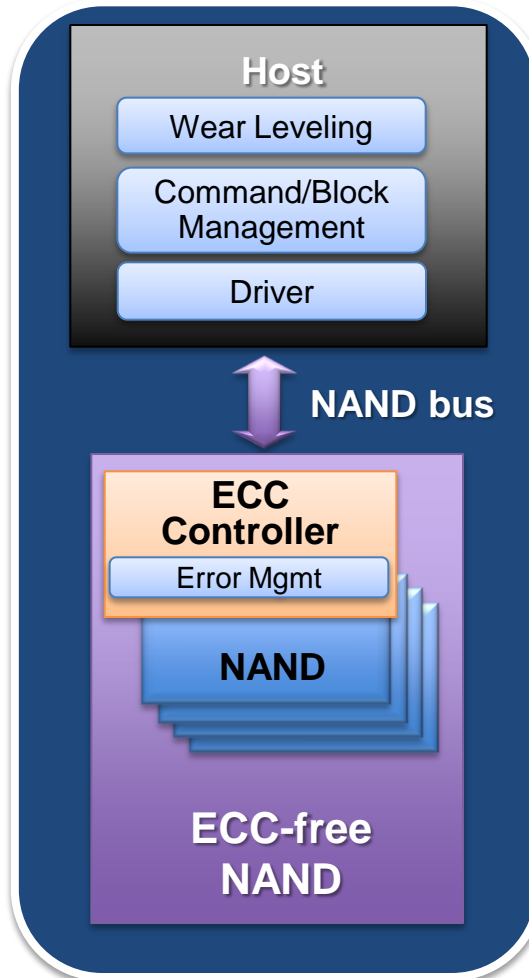 Host
Wear Leveling
Command/Block
Management
Driver
NAND bus
ECC
Controller
Error Mgmt
NAND
ECC-free
NAND